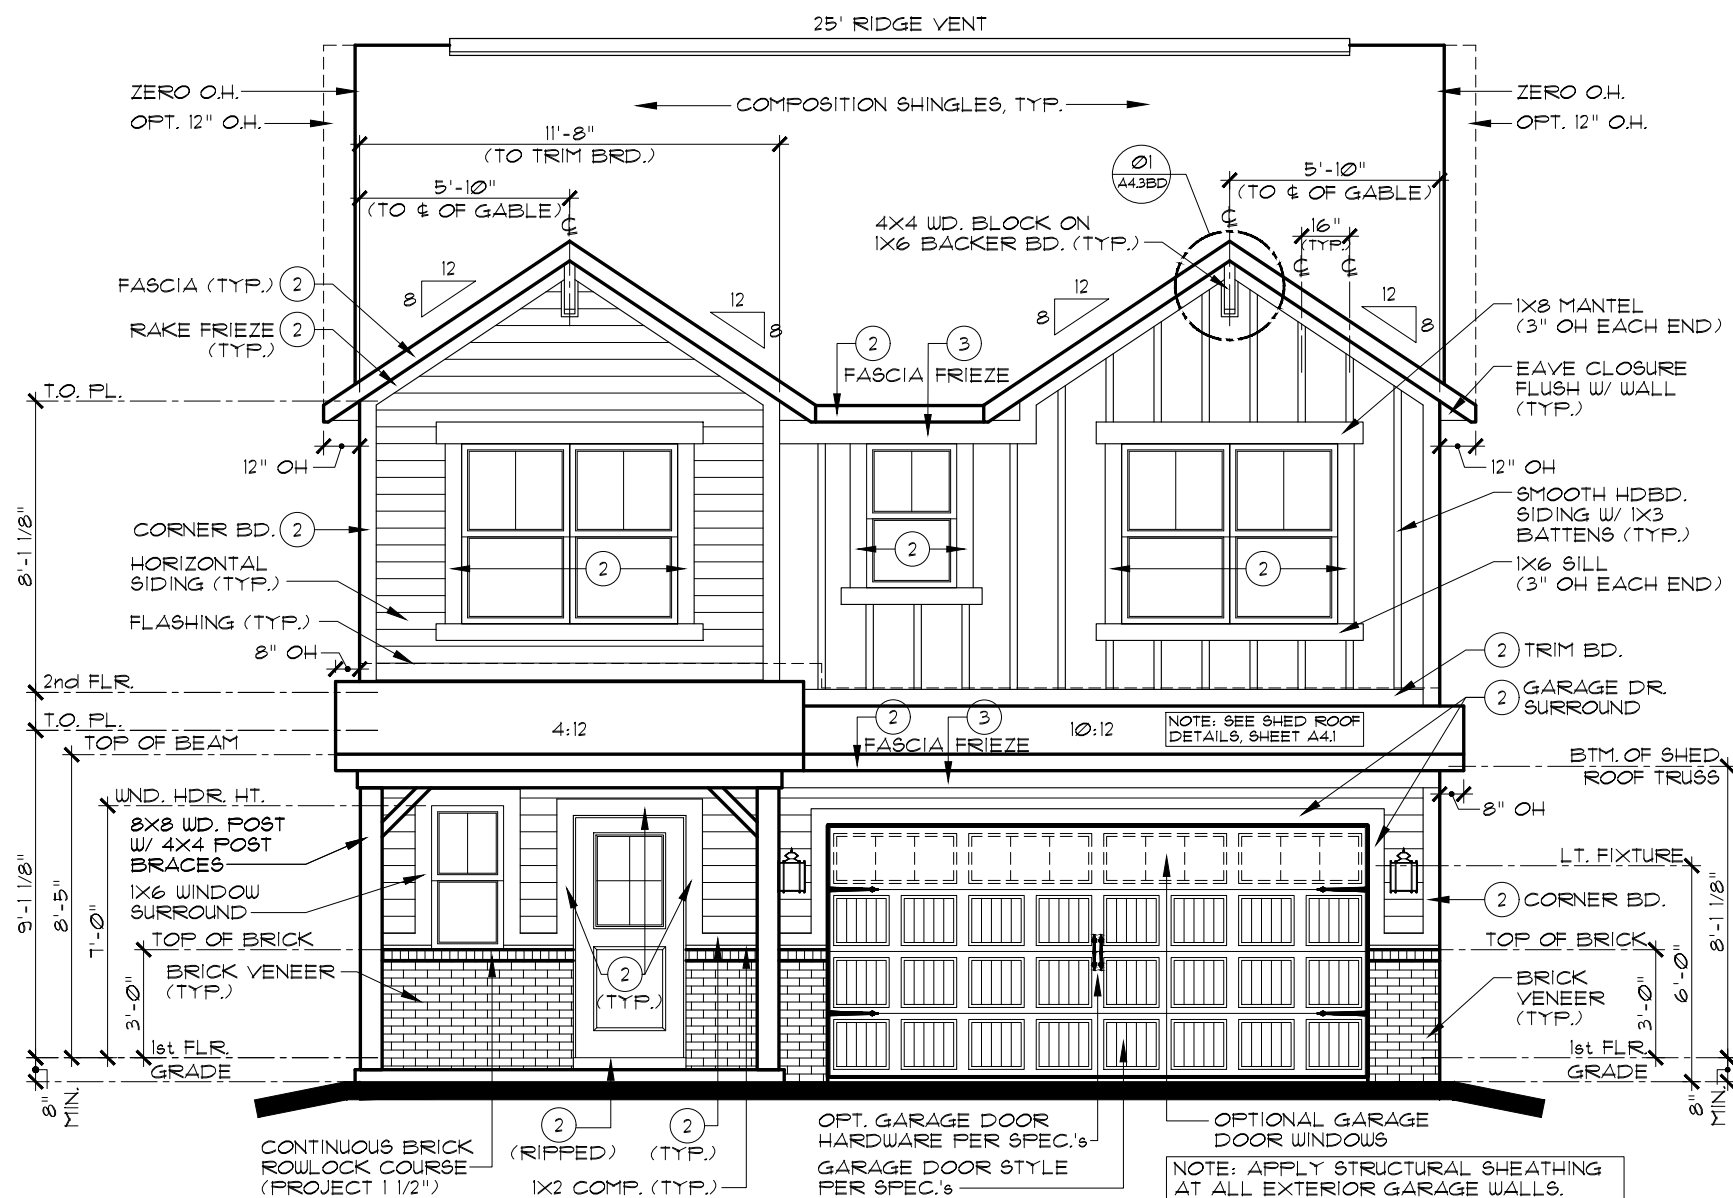 25' RIDGE VENT
ZERO O.H.
OPT. 12" O.H.
COMPOSITION SHINGLES, TYP.
ZERO O.H.
OPT. 12" O.H.
11'-8"
(TO TRIM BRD.)
5'-10"
(TO ℄ OF GABLE)
℄
01
A4.3BD
5'-10"
(TO ℄ OF GABLE)
℄
16"
(TYP.)
℄
℄
4X4 WD. BLOCK ON
1X6 BACKER BD. (TYP.)
FASCIA (TYP.) 2
RAKE FRIEZE 2
(TYP.)
12
8
12
8
12
8
12
8
2
FASCIA
3
FRIEZE
1X8 MANTEL
(3" OH EACH END)
EAVE CLOSURE
FLUSH W/ WALL
(TYP.)
T.O. PL.
12" OH
12" OH
8'-1 1/8"
CORNER BD. 2
HORIZONTAL
SIDING (TYP.)
FLASHING (TYP.)
8" OH
2
2
2
SMOOTH HDBD.
SIDING W/ 1X3
BATTENS (TYP.)
1X6 SILL
(3" OH EACH END)
2 TRIM BD.
2 GARAGE DR.
SURROUND
2nd FLR.
T.O. PL.
TOP OF BEAM
4:12
2
FASCIA
3
FRIEZE
10:12
NOTE: SEE SHED ROOF
DETAILS, SHEET A4.1
BTM. OF SHED
ROOF TRUSS
8" OH
WND. HDR. HT.
8X8 WD. POST
W/ 4X4 POST
BRACES
1X6 WINDOW
SURROUND
TOP OF BRICK
BRICK VENEER
(TYP.)
9'-1 1/8"
8'-5"
7'-0"
3'-0"
1st FLR.
GRADE
8"
MIN.
2
(TYP.)
LT. FIXTURE
2 CORNER BD.
TOP OF BRICK
BRICK
VENEER
(TYP.)
3'-0"
6'-0"
8'-1 1/8"
1st FLR.
GRADE
8"
MIN.
CONTINUOUS BRICK
ROWLOCK COURSE
(PROJECT 1 1/2")
2
(RIPPED)
2
(TYP.)
1X2 COMP. (TYP.)
OPT. GARAGE DOOR
HARDWARE PER SPEC.'s
GARAGE DOOR STYLE
PER SPEC.'s
OPTIONAL GARAGE
DOOR WINDOWS
NOTE: APPLY STRUCTURAL SHEATHING
AT ALL EXTERIOR GARAGE WALLS.